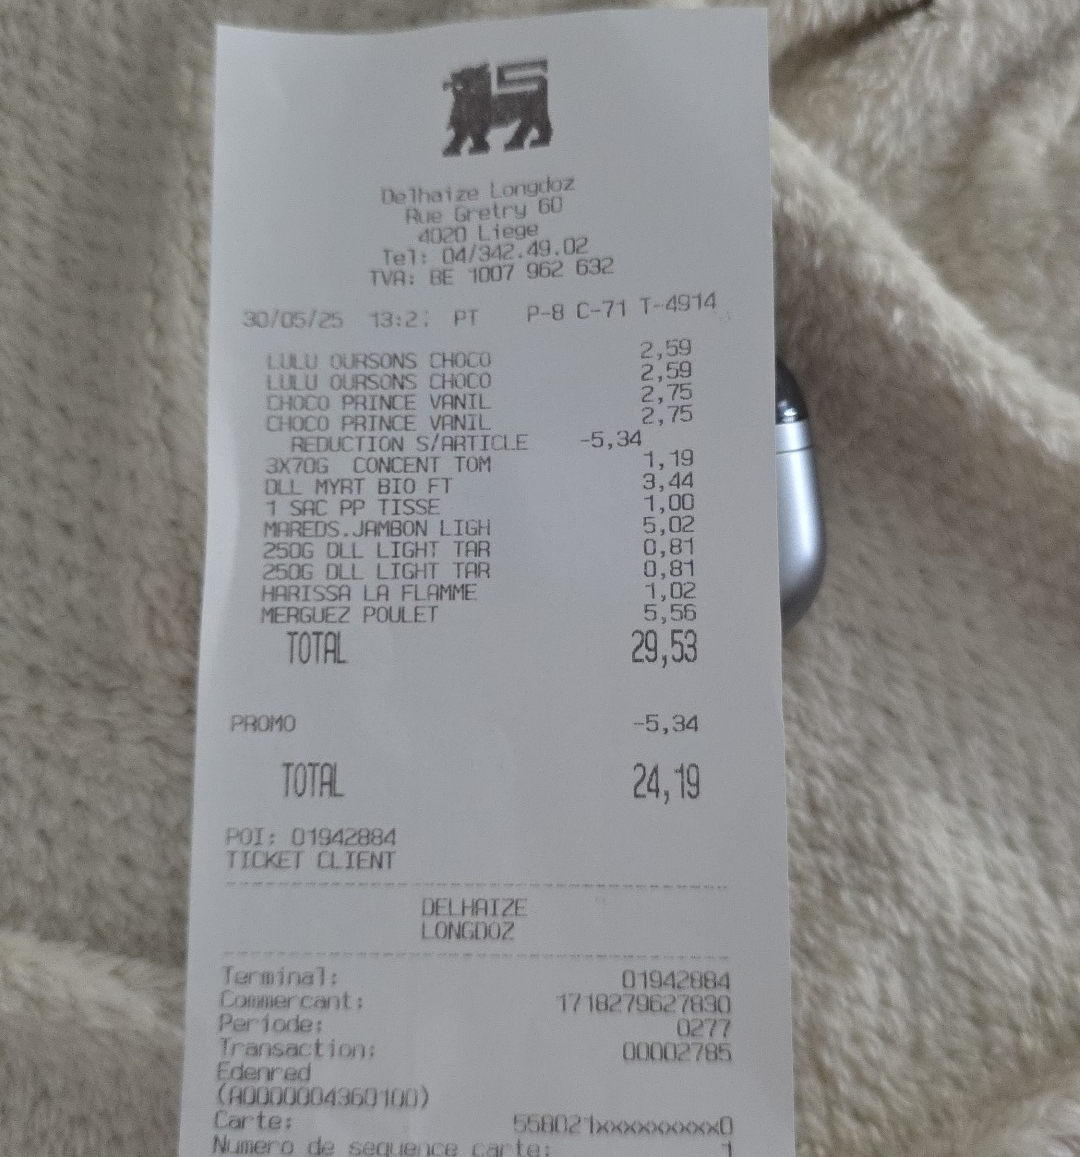 Delhaize Longdoz
Rue Gretry 60
4020 Liege
Tel: 04/342.49.02
TVA: BE 1007 962 632
30/05/25 PT P-8 C-71 T-4914
LULU OURSONS CHOCO 2,59
LULU OURSONS CHOCO 2,59
CHOCO PRINCE VANIL 2,75
CHOCO PRINCE VANIL 2,75
REDUCTION S/ARTICLE -5,34
3X70G CONCENT TOM 1,19
DLL MYRT BIO FT 3,44
1 SAC PP TISSE 1,00
MAREDS.JAMBON LIGH 5,02
250G DLL LIGHT TAR 0,81
250G DLL LIGHT TAR 0,81
HARISSA LA FLAMME 1,02
MERGUEZ POULET 5,56
TOTAL 29,53
PROMO -5,34
TOTAL 24,19
POI: 01942884
TICKET CLIENT
DELHAIZE
LONGDOZ
Terminal: 01942884
Commercant: 1718279627830
Periode: 0277
Transaction: 00002785
Edenred
(A0000004360100)
Carte: 558021xxxxxxxxxx0
Numero de sequence carte: 1